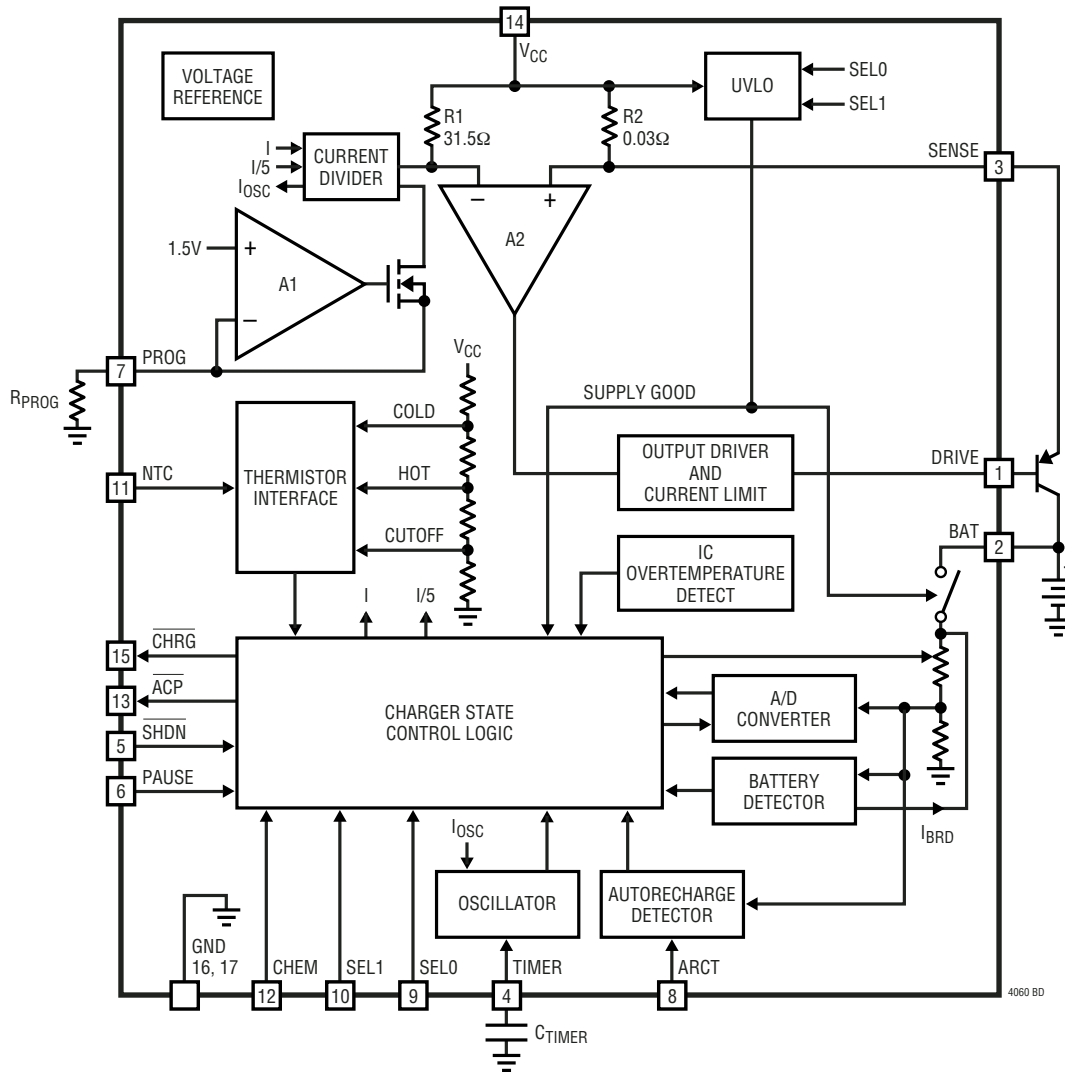 14
VCC
VOLTAGE
REFERENCE
UVLO
SEL0
SEL1
R1
31.5Ω
R2
0.03Ω
I
I/5
IOSC
CURRENT
DIVIDER
SENSE
3
−
+
A2
1.5V
+
A1
−
7
PROG
RPROG
VCC
SUPPLY GOOD
COLD
THERMISTOR
INTERFACE
HOT
CUTOFF
11
NTC
OUTPUT DRIVER
AND
CURRENT LIMIT
DRIVE
1
BAT
2
IC
OVERTEMPERATURE
DETECT
+
I
I/5
15
CHRG
13
ACP
5
SHDN
6
PAUSE
CHARGER STATE
CONTROL LOGIC
A/D
CONVERTER
BATTERY
DETECTOR
IBRD
IOSC
OSCILLATOR
AUTORECHARGE
DETECTOR
GND
16, 17
CHEM
12
SEL1
10
SEL0
9
TIMER
4
ARCT
8
CTIMER
4060 BD